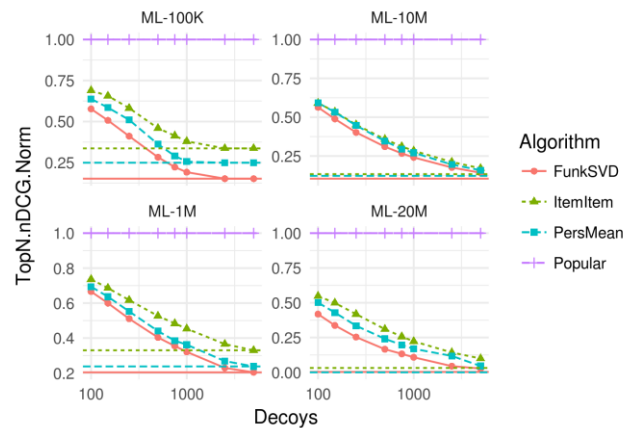 ML-100K
ML-10M
1.00
0.75
0.50
0.25
1.00
0.75
0.50
0.25
ML-1M
ML-20M
1.0
0.8
0.6
0.4
0.2
1.00
0.75
0.50
0.25
0.00
100
1000
100
1000
TopN.nDCG.Norm
Decoys
Algorithm
FunkSVD
ItemItem
PersMean
Popular